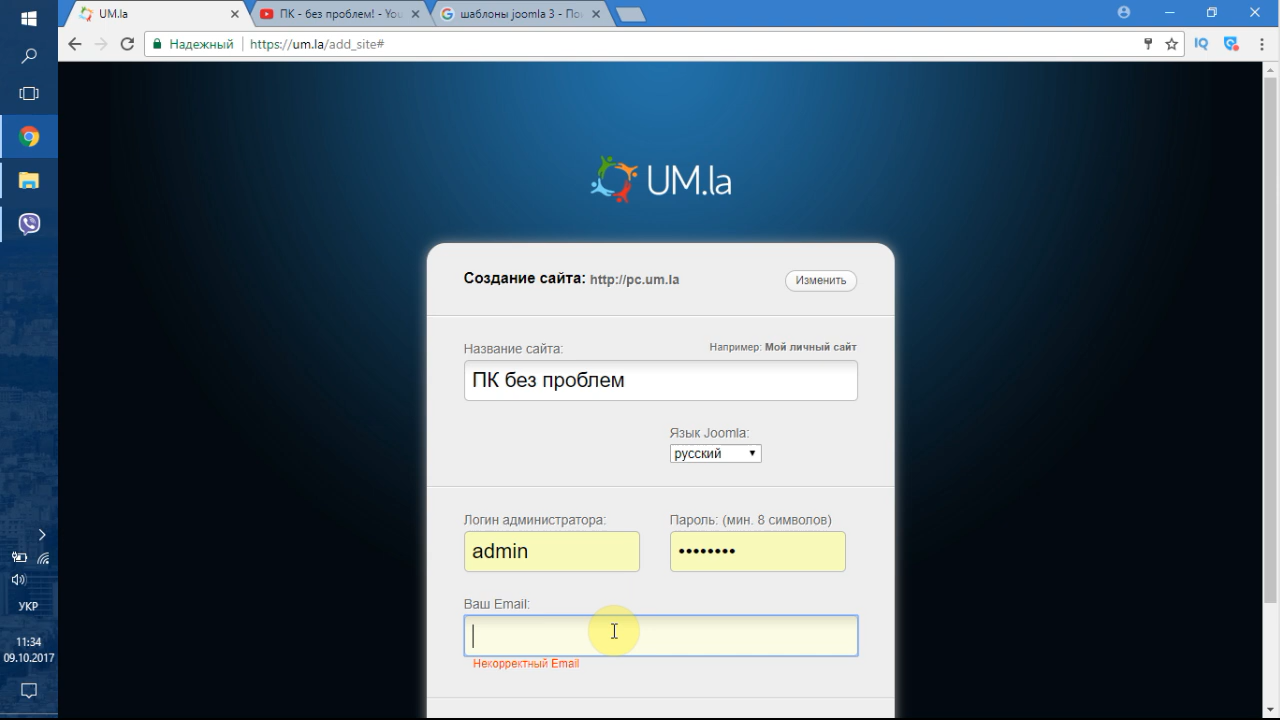 UM.la
ПК - без проблем! - You
шаблоны joomla 3 - По
Надежный
https://um.la/add_site#
UM.la
Создание сайта: http://pc.um.la
Изменить
Название сайта:
Например: Мой личный сайт
ПК без проблем
Язык Joomla:
русский
Логин администратора:
Пароль: (мин. 8 символов)
admin
••••••••
Ваш Email:
Некорректный Email
УКР
11:34
09.10.2017